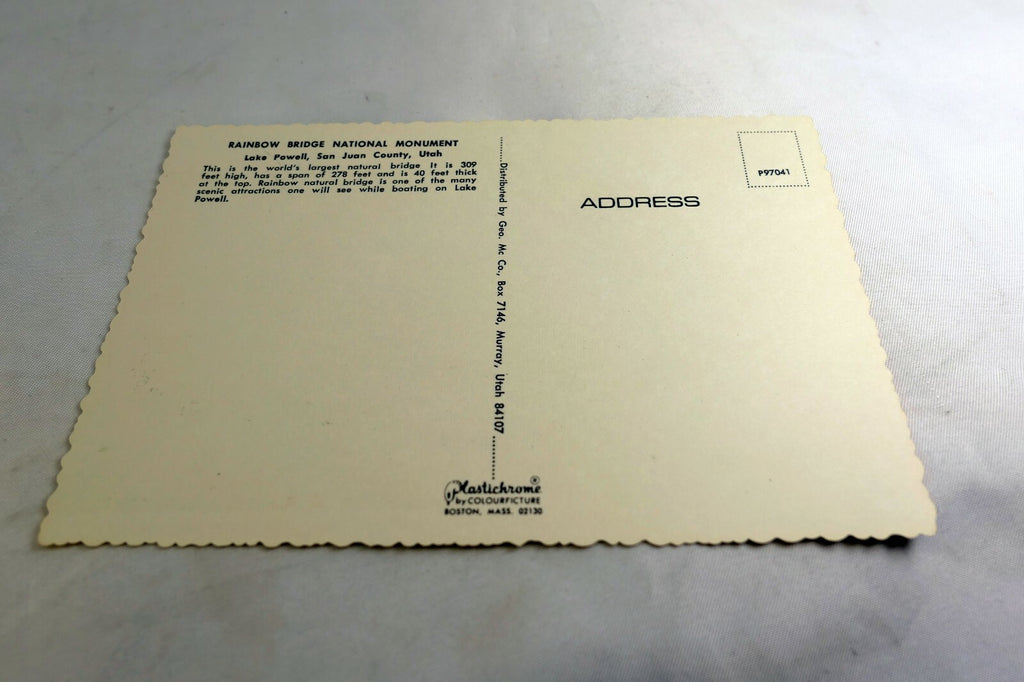 RAINBOW BRIDGE NATIONAL MONUMENT
Lake Powell, San Juan County, Utah
This is the world's largest natural bridge It is 309
feet high, has a span of 278 feet and is 40 feet thick
at the top. Rainbow natural bridge is one of the many
scenic attractions one will see while boating on Lake
Powell.
Distributed by Geo. Mc Co., Box 7146, Murray, Utah 84107
Plastichrome®
by COLOURPICTURE
BOSTON, MASS. 02130
P97041
ADDRESS